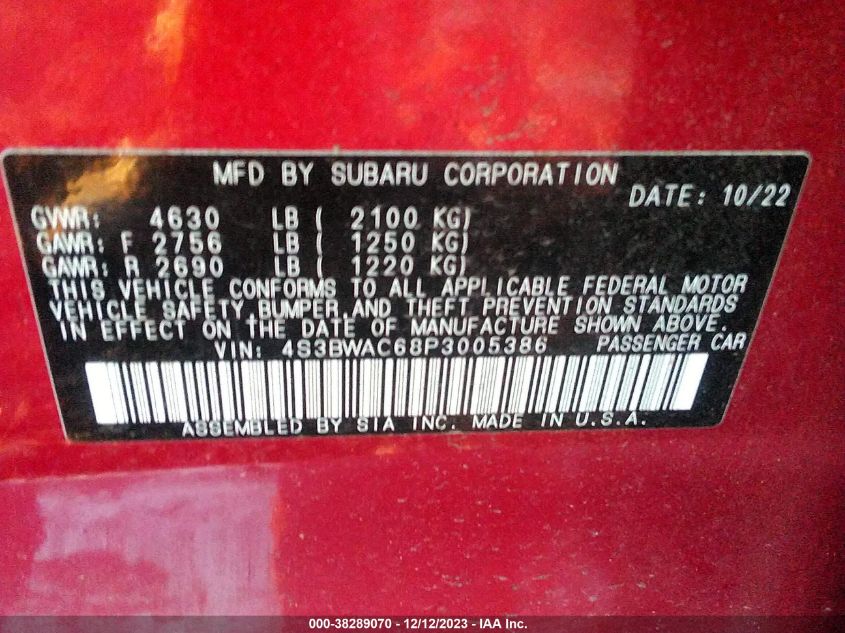 MFD BY SUBARU CORPORATION
DATE: 10/22
GVWR: 4630 LB ( 2100 KG)
GAWR: F 2756 LB ( 1250 KG)
GAWR: R 2690 LB ( 1220 KG)
THIS VEHICLE CONFORMS TO ALL APPLICABLE FEDERAL MOTOR
VEHICLE SAFETY,BUMPER,AND THEFT PREVENTION STANDARDS
IN EFFECT ON THE DATE OF MANUFACTURE SHOWN ABOVE.
VIN: 4S3BWAC68P3005386 PASSENGER CAR
ASSEMBLED BY SIA INC. MADE IN U.S.A.
000-38289070 - 12/12/2023 - IAA Inc.